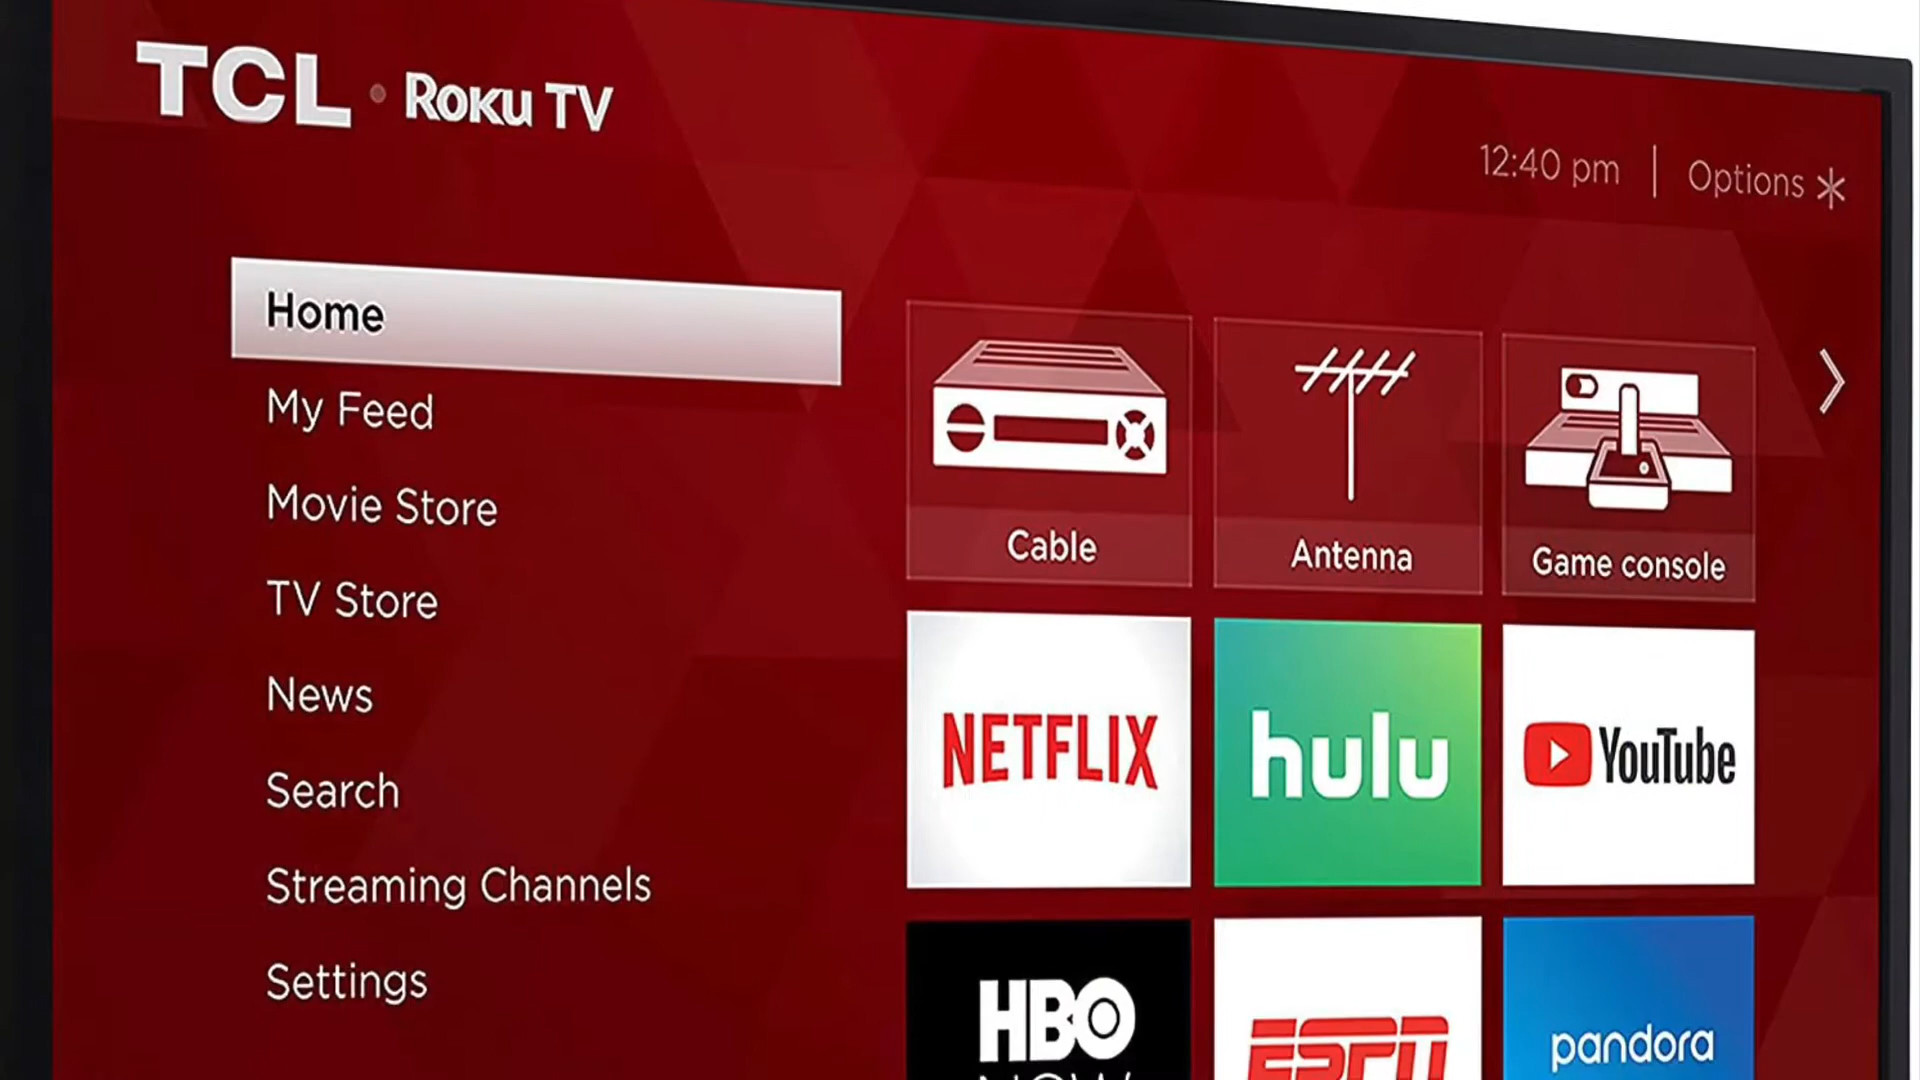 TCL • Roku TV
12:40 pm | Options *
Home
My Feed
Movie Store
TV Store
News
Search
Streaming Channels
Settings
Cable
Antenna
Game console
NETFLIX
hulu
YouTube
HBO
NOW
ESPN
pandora